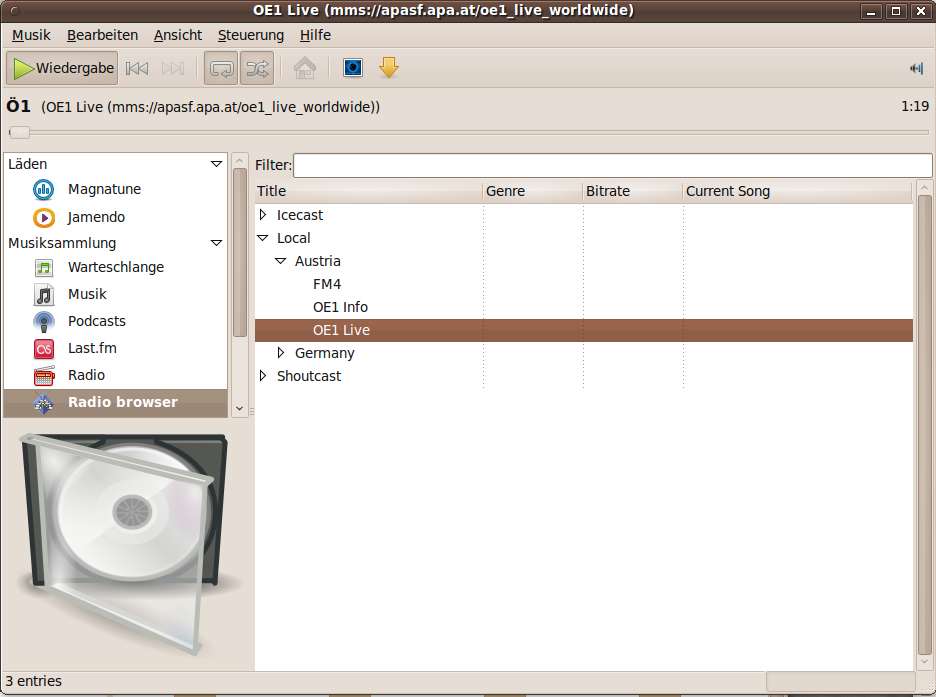 OE1 Live (mms://apasf.apa.at/oe1_live_worldwide)
Musik Bearbeiten Ansicht Steuerung Hilfe
Wiedergabe
Ö1 (OE1 Live (mms://apasf.apa.at/oe1_live_worldwide)) 1:19
Läden
Magnatune
Jamendo
Musiksammlung
Warteschlange
Musik
Podcasts
Last.fm
Radio
Radio browser
Filter:
Title Genre Bitrate Current Song
Icecast
Local
Austria
FM4
OE1 Info
OE1 Live
Germany
Shoutcast
3 entries